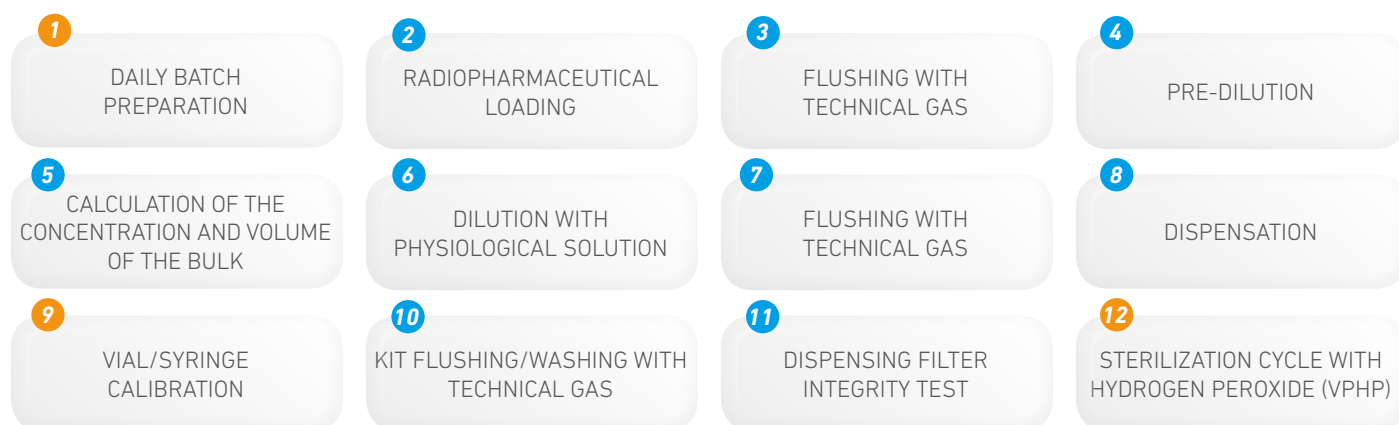 1
DAILY BATCH
PREPARATION
2
RADIOPHARMACEUTICAL
LOADING
3
FLUSHING WITH
TECHNICAL GAS
4
PRE-DILUTION
5
CALCULATION OF THE
CONCENTRATION AND VOLUME
OF THE BULK
6
DILUTION WITH
PHYSIOLOGICAL SOLUTION
7
FLUSHING WITH
TECHNICAL GAS
8
DISPENSATION
9
VIAL/SYRINGE
CALIBRATION
10
KIT FLUSHING/WASHING WITH
TECHNICAL GAS
11
DISPENSING FILTER
INTEGRITY TEST
12
STERILIZATION CYCLE WITH
HYDROGEN PEROXIDE (VPHP)